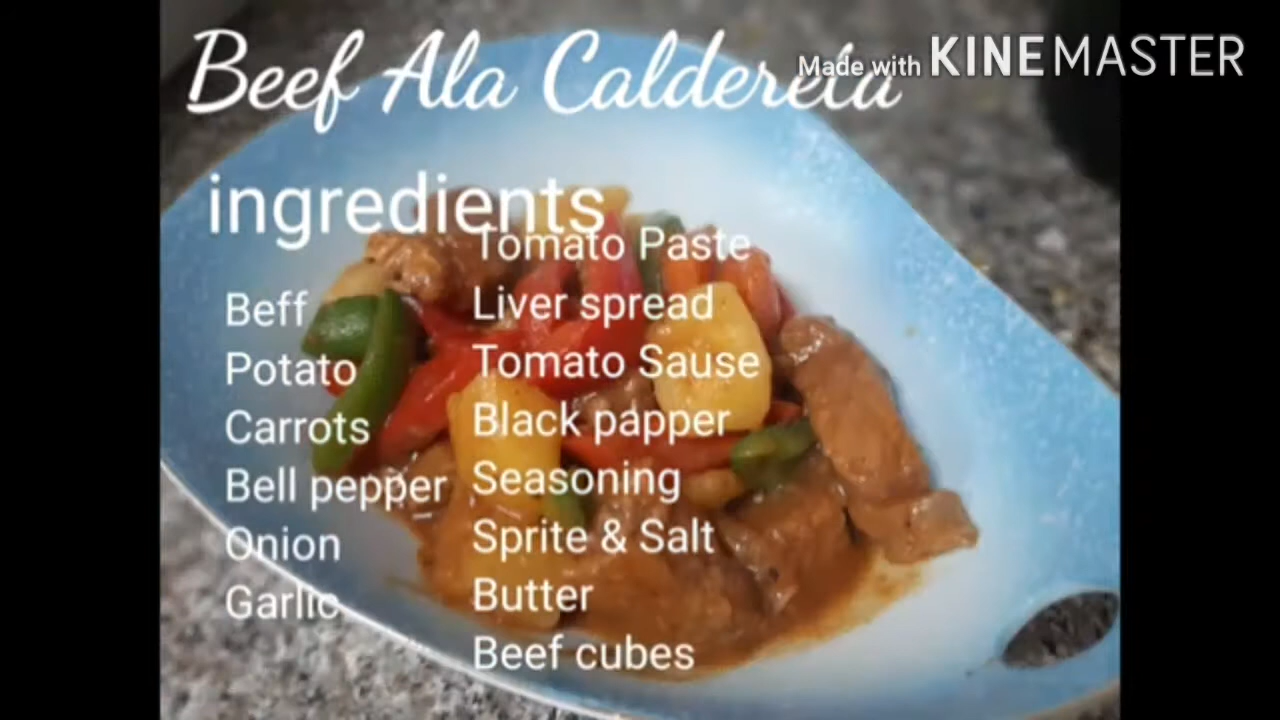 Beef Ala Caldereta
Made with KINEMASTER
ingredients
Beff
Potato
Carrots
Bell pepper
Onion
Garlic
Tomato Paste
Liver spread
Tomato Sause
Black papper
Seasoning
Sprite & Salt
Butter
Beef cubes